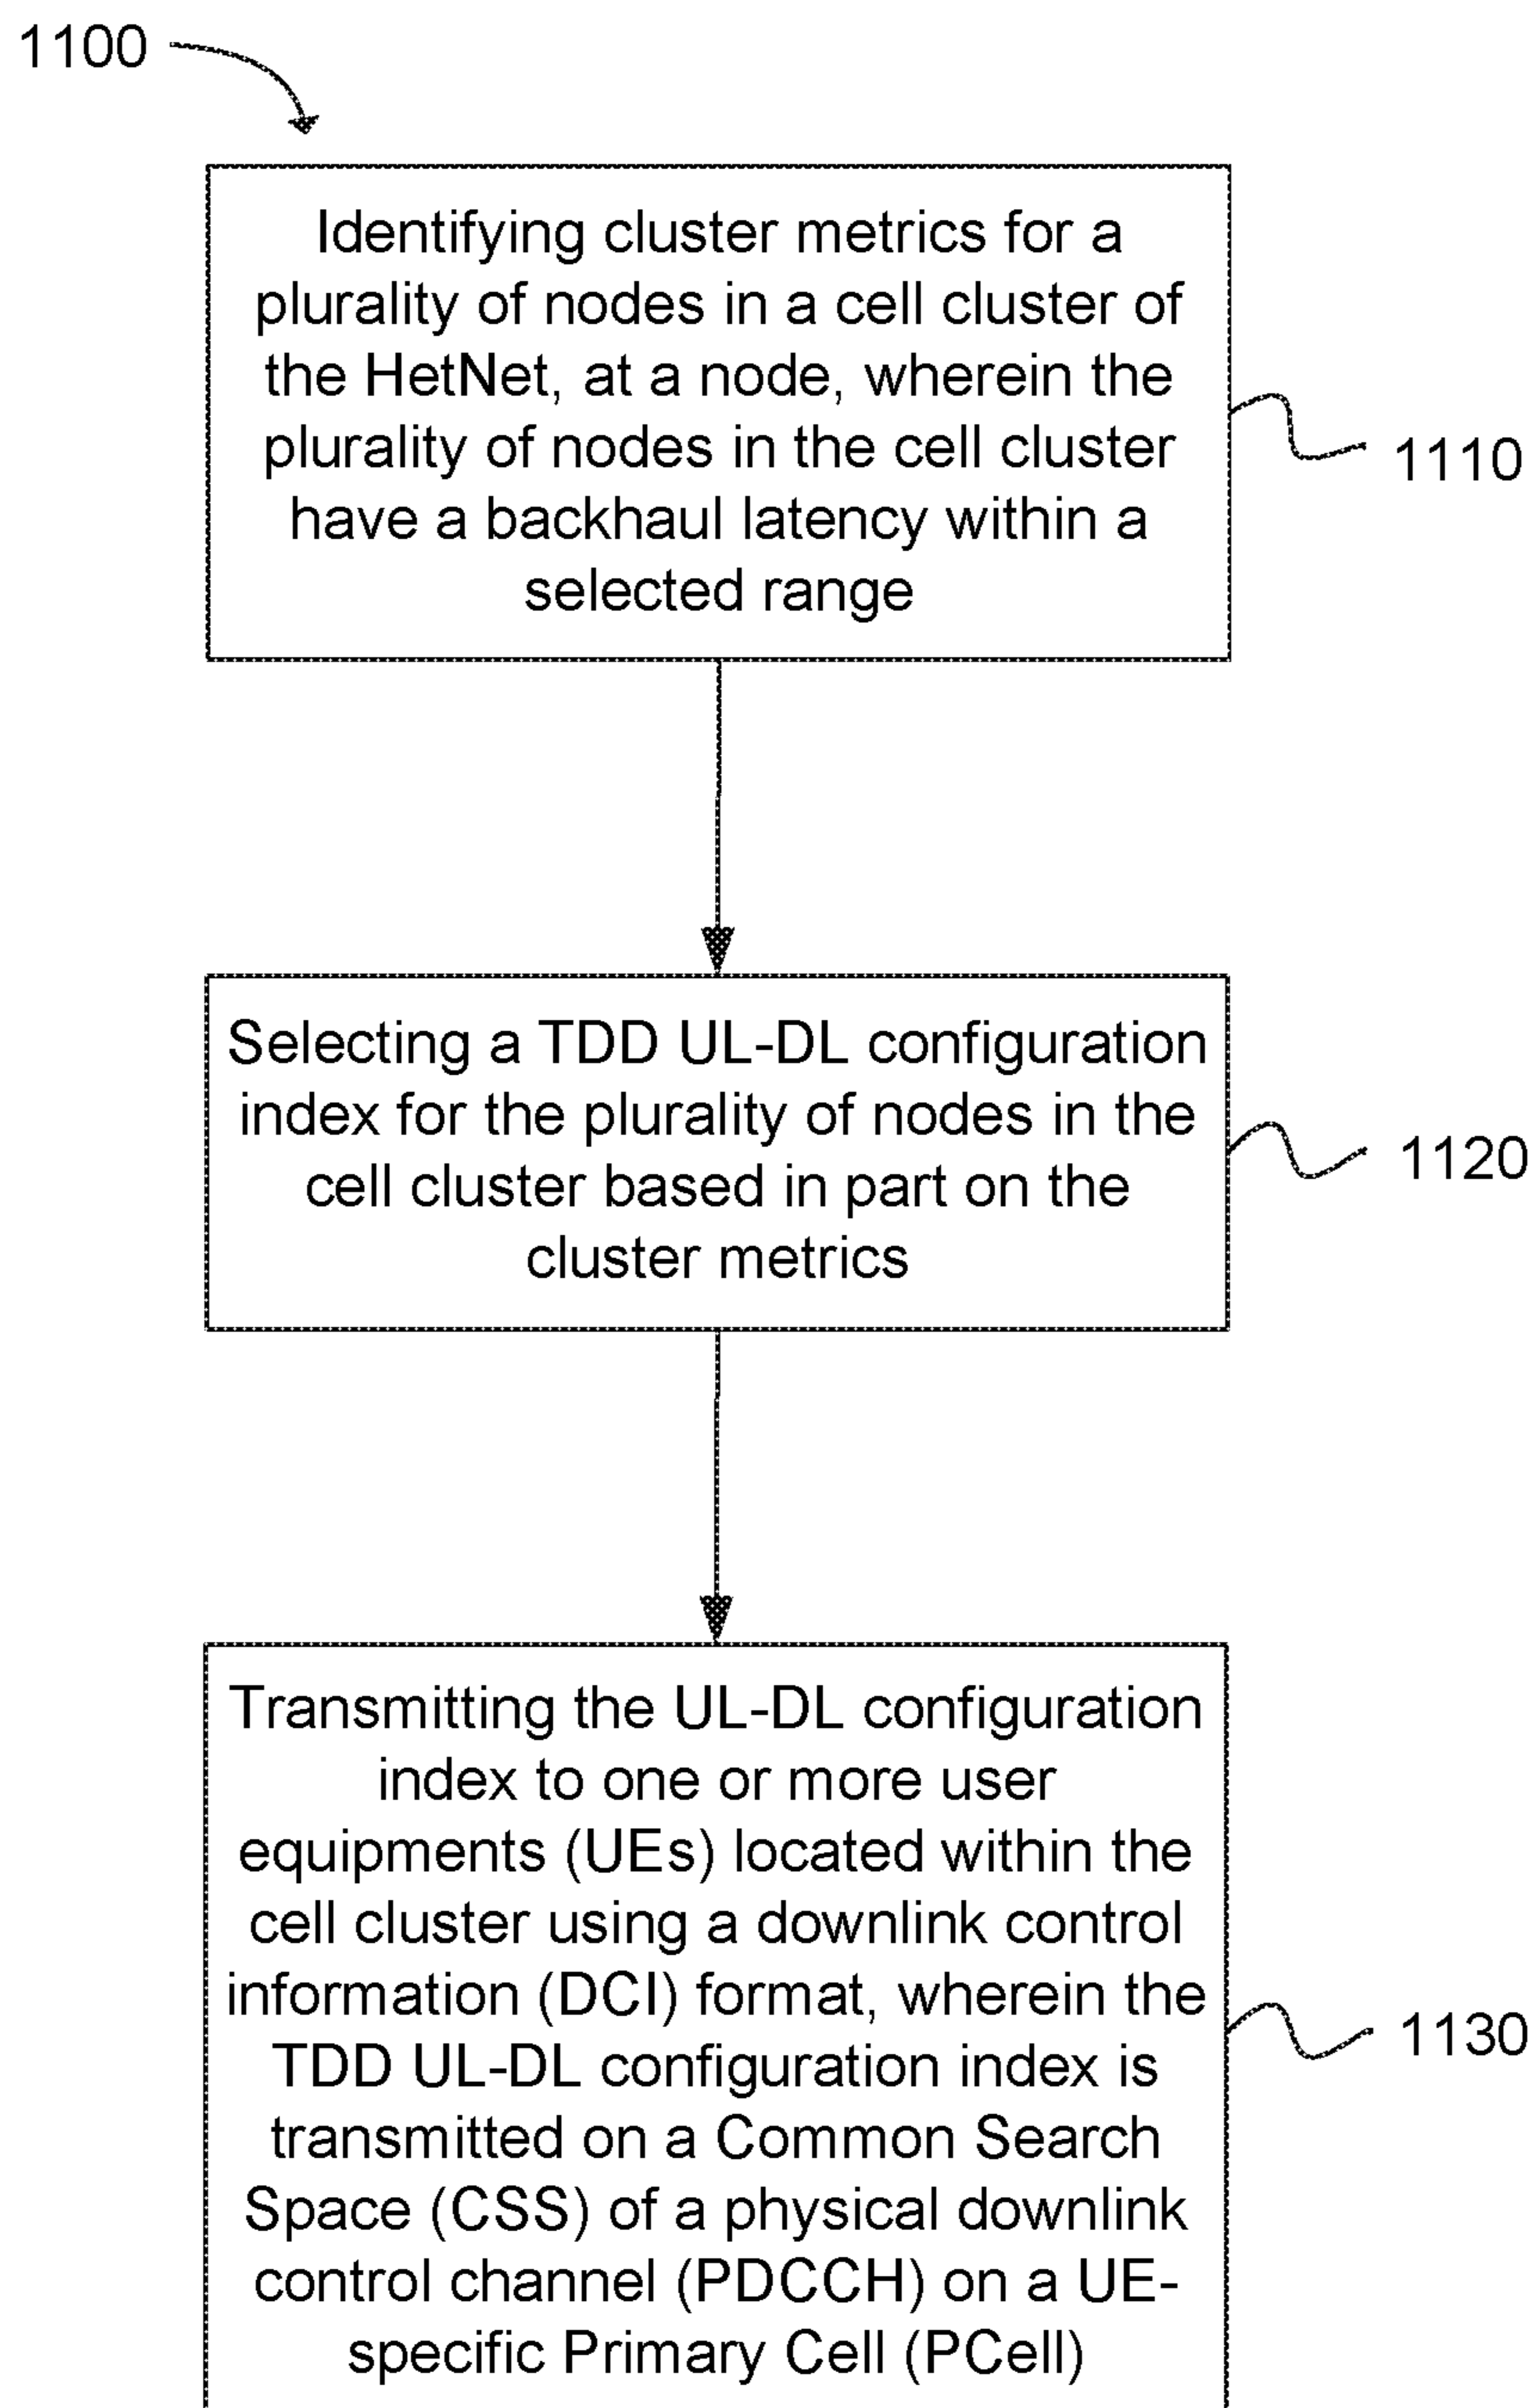 1100
Identifying cluster metrics for a
plurality of nodes in a cell cluster of
the HetNet, at a node, wherein the
plurality of nodes in the cell cluster
have a backhaul latency within a
selected range
1110
Selecting a TDD UL-DL configuration
index for the plurality of nodes in the
cell cluster based in part on the
cluster metrics
1120
Transmitting the UL-DL configuration
index to one or more user
equipments (UEs) located within the
cell cluster using a downlink control
information (DCI) format, wherein the
TDD UL-DL configuration index is
transmitted on a Common Search
Space (CSS) of a physical downlink
control channel (PDCCH) on a UE-
specific Primary Cell (PCell)
1130